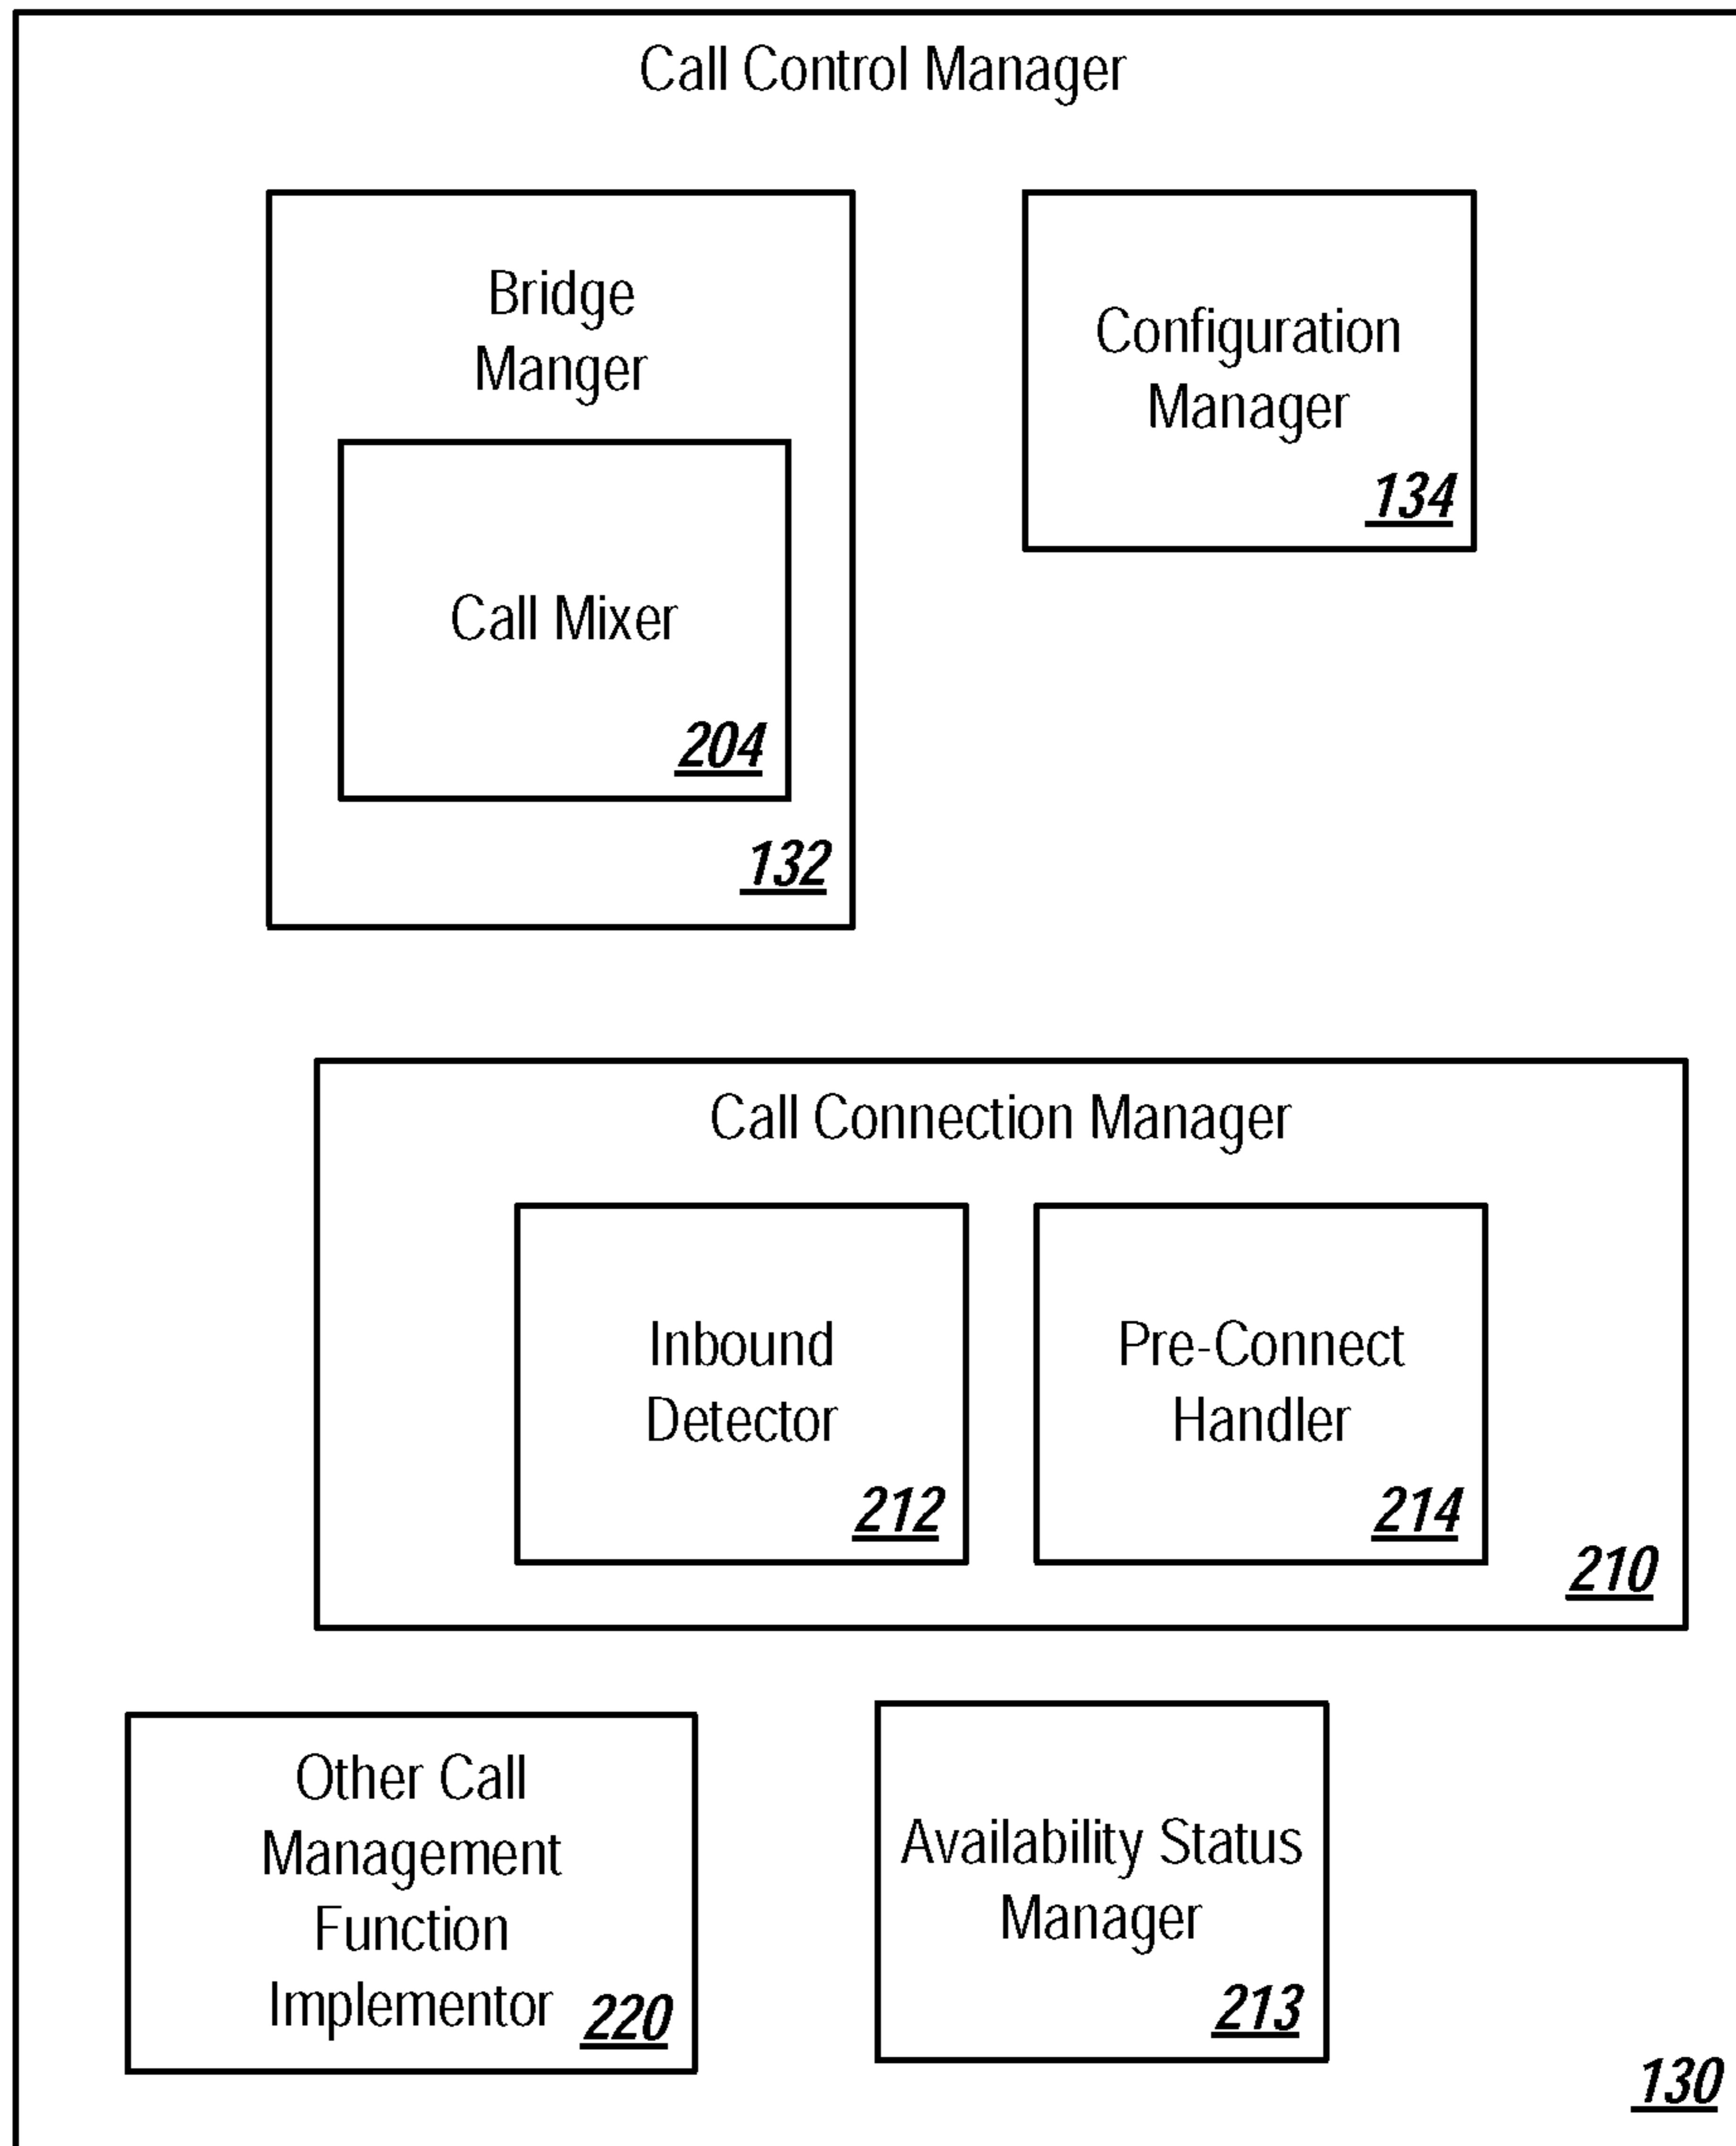 Call Control Manager
Bridge
Manger
Call Mixer
204
132
Configuration
Manager
134
Call Connection Manager
Inbound
Detector
212
Pre-Connect
Handler
214
210
Other Call
Management
Function
Implementor 220
Availability Status
Manager
213
130